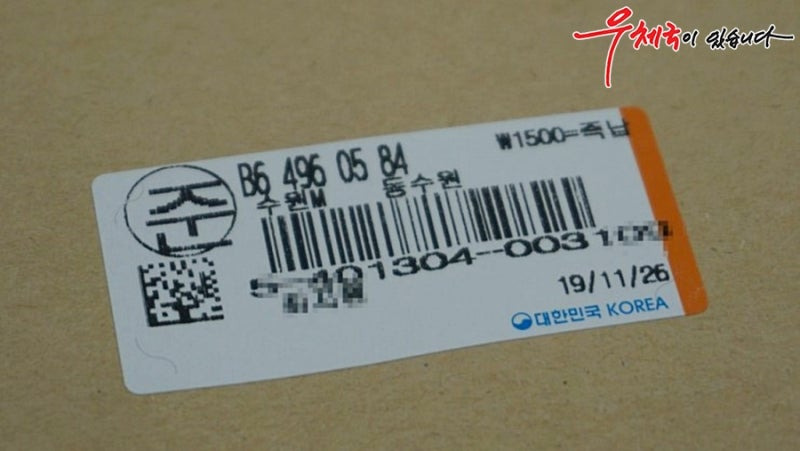 우체국이 있습니다
B6 496 05 84
₩1500=즉납
수원M 동수원
01304-0031
19/11/26
대한민국 KOREA